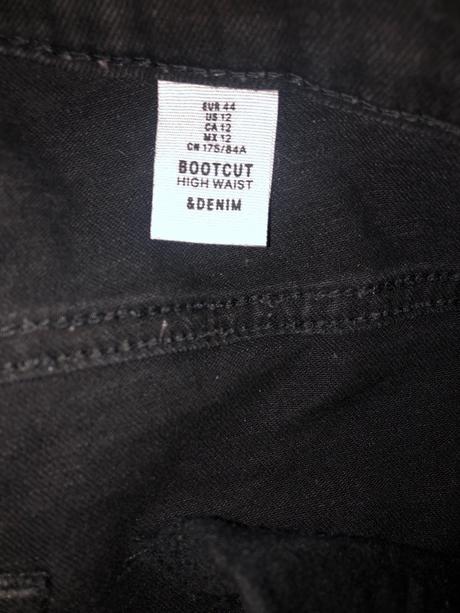 EUR 44
US 12
CA 12
MX 12
CN 175/84A
BOOTCUT
HIGH WAIST
&DENIM